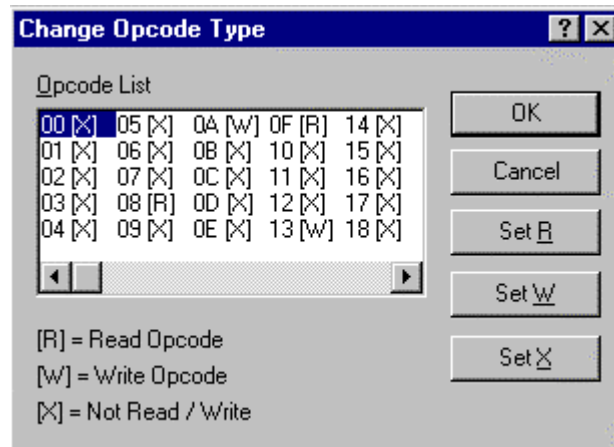 Change Opcode Type
Opcode List
00 [X] 05 [X] 0A [W] 0F [R] 14 [X]
01 [X] 06 [X] 0B [X] 10 [X] 15 [X]
02 [X] 07 [X] 0C [X] 11 [X] 16 [X]
03 [X] 08 [R] 0D [X] 12 [X] 17 [X]
04 [X] 09 [X] 0E [X] 13 [W] 18 [X]
OK
Cancel
Set R
Set W
Set X
[R] = Read Opcode
[W] = Write Opcode
[X] = Not Read / Write